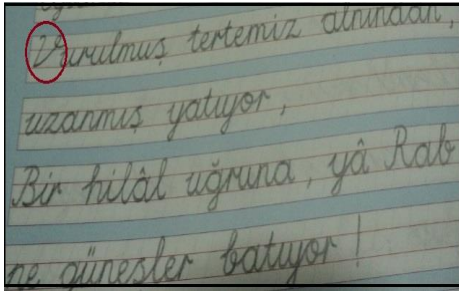 Vurulmuş tertemiz alnından,
uzanmış yatıyor,
Bir hilâl uğruna, yâ Rab
ne güneşler batıyor!